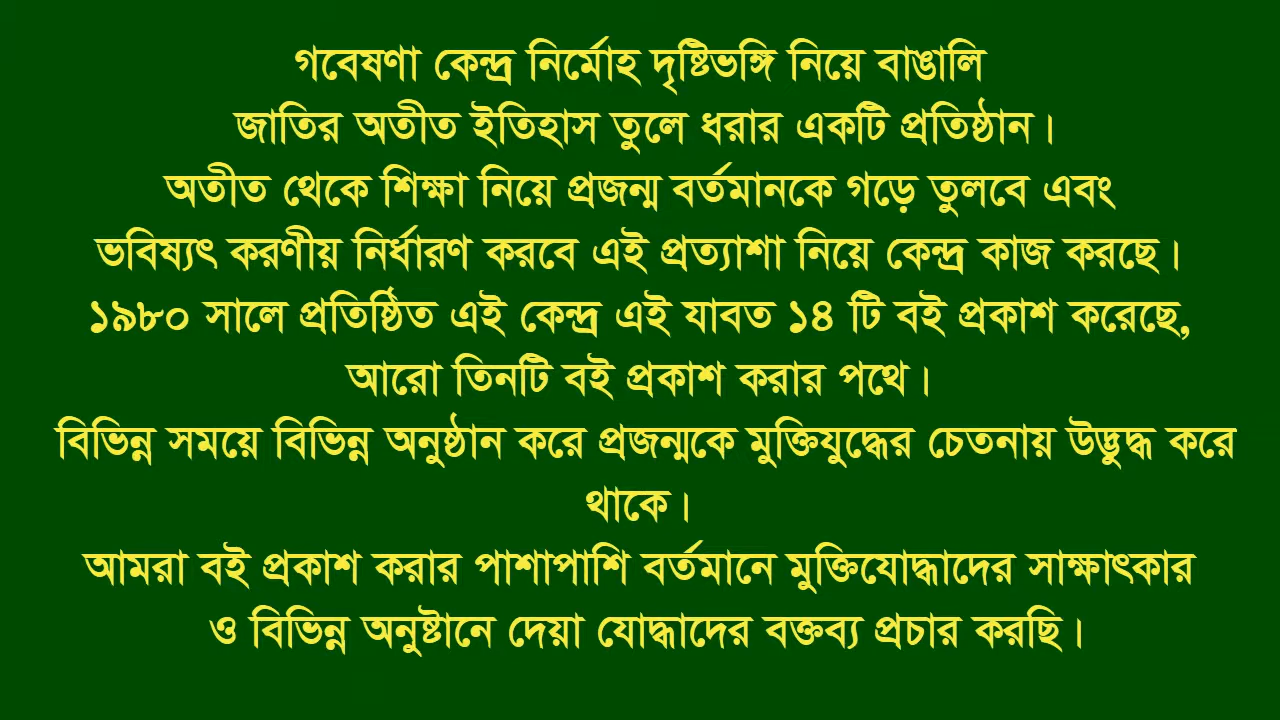 গবেষণা কেন্দ্র নির্মোহ দৃষ্টিভঙ্গি নিয়ে বাঙালি
জাতির অতীত ইতিহাস তুলে ধরার একটি প্রতিষ্ঠান।
অতীত থেকে শিক্ষা নিয়ে প্রজন্ম বর্তমানকে গড়ে তুলবে এবং
ভবিষ্যৎ করণীয় নির্ধারণ করবে এই প্রত্যাশা নিয়ে কেন্দ্র কাজ করছে।
১৯৮০ সালে প্রতিষ্ঠিত এই কেন্দ্র এই যাবত ১৪ টি বই প্রকাশ করেছে,
আরো তিনটি বই প্রকাশ করার পথে।
বিভিন্ন সময়ে বিভিন্ন অনুষ্ঠান করে প্রজন্মকে মুক্তিযুদ্ধের চেতনায় উদ্ভুদ্ধ করে
থাকে।
আমরা বই প্রকাশ করার পাশাপাশি বর্তমানে মুক্তিযোদ্ধাদের সাক্ষাৎকার
ও বিভিন্ন অনুষ্টানে দেয়া যোদ্ধাদের বক্তব্য প্রচার করছি।